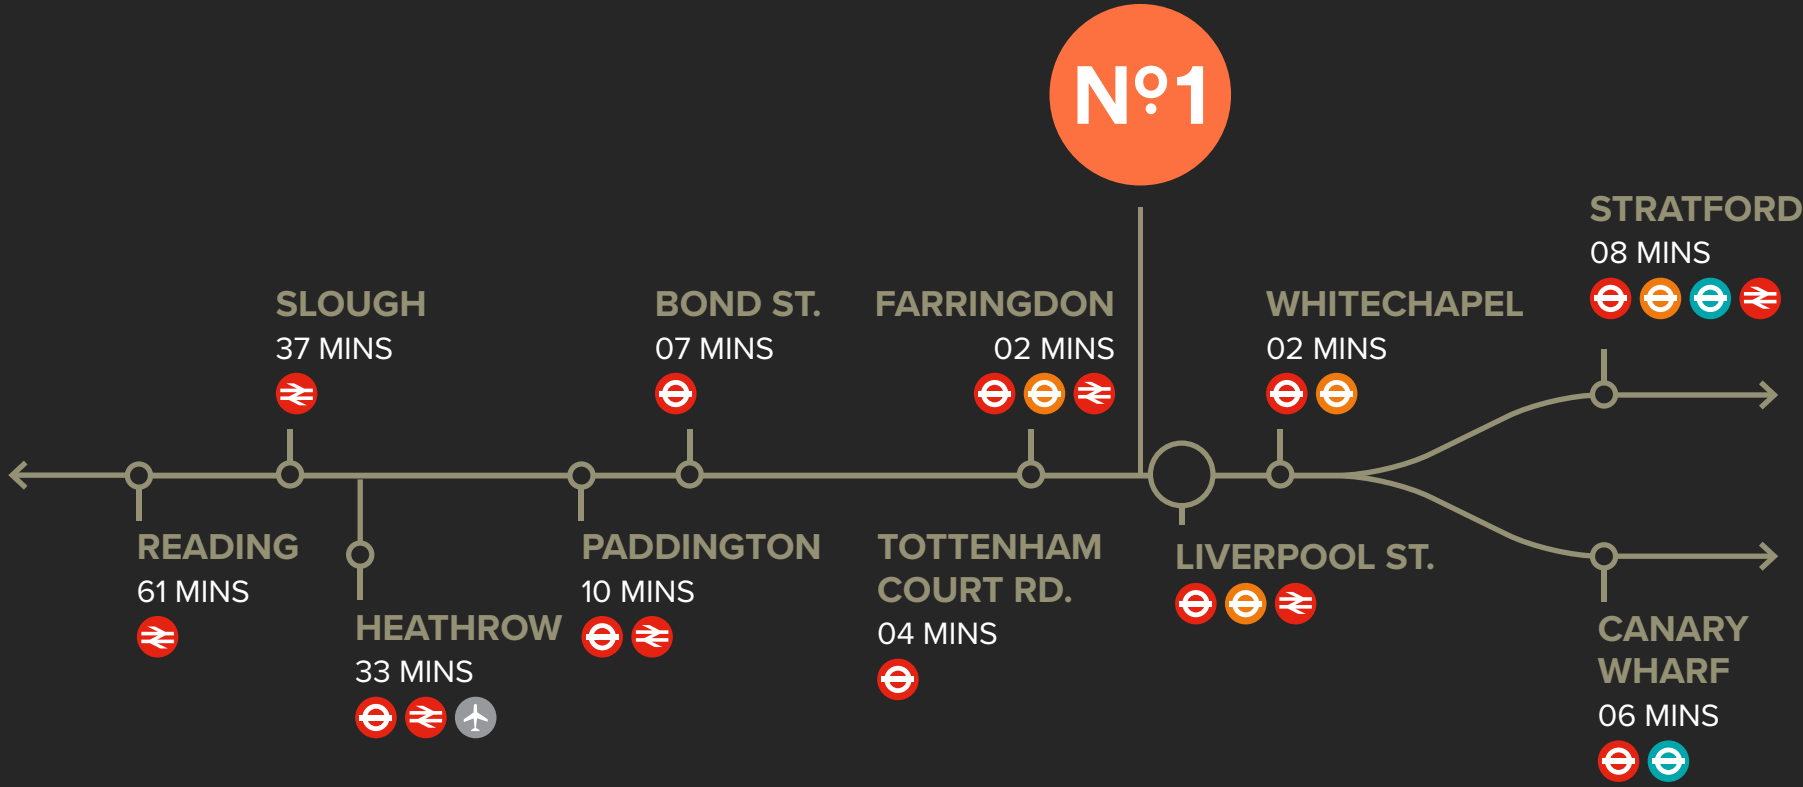 Nº1
STRATFORD
08 MINS
SLOUGH
37 MINS
BOND ST.
07 MINS
FARRINGDON
02 MINS
WHITECHAPEL
02 MINS
READING
61 MINS
HEATHROW
33 MINS
PADDINGTON
10 MINS
TOTTENHAM
COURT RD.
04 MINS
LIVERPOOL ST.
CANARY
WHARF
06 MINS